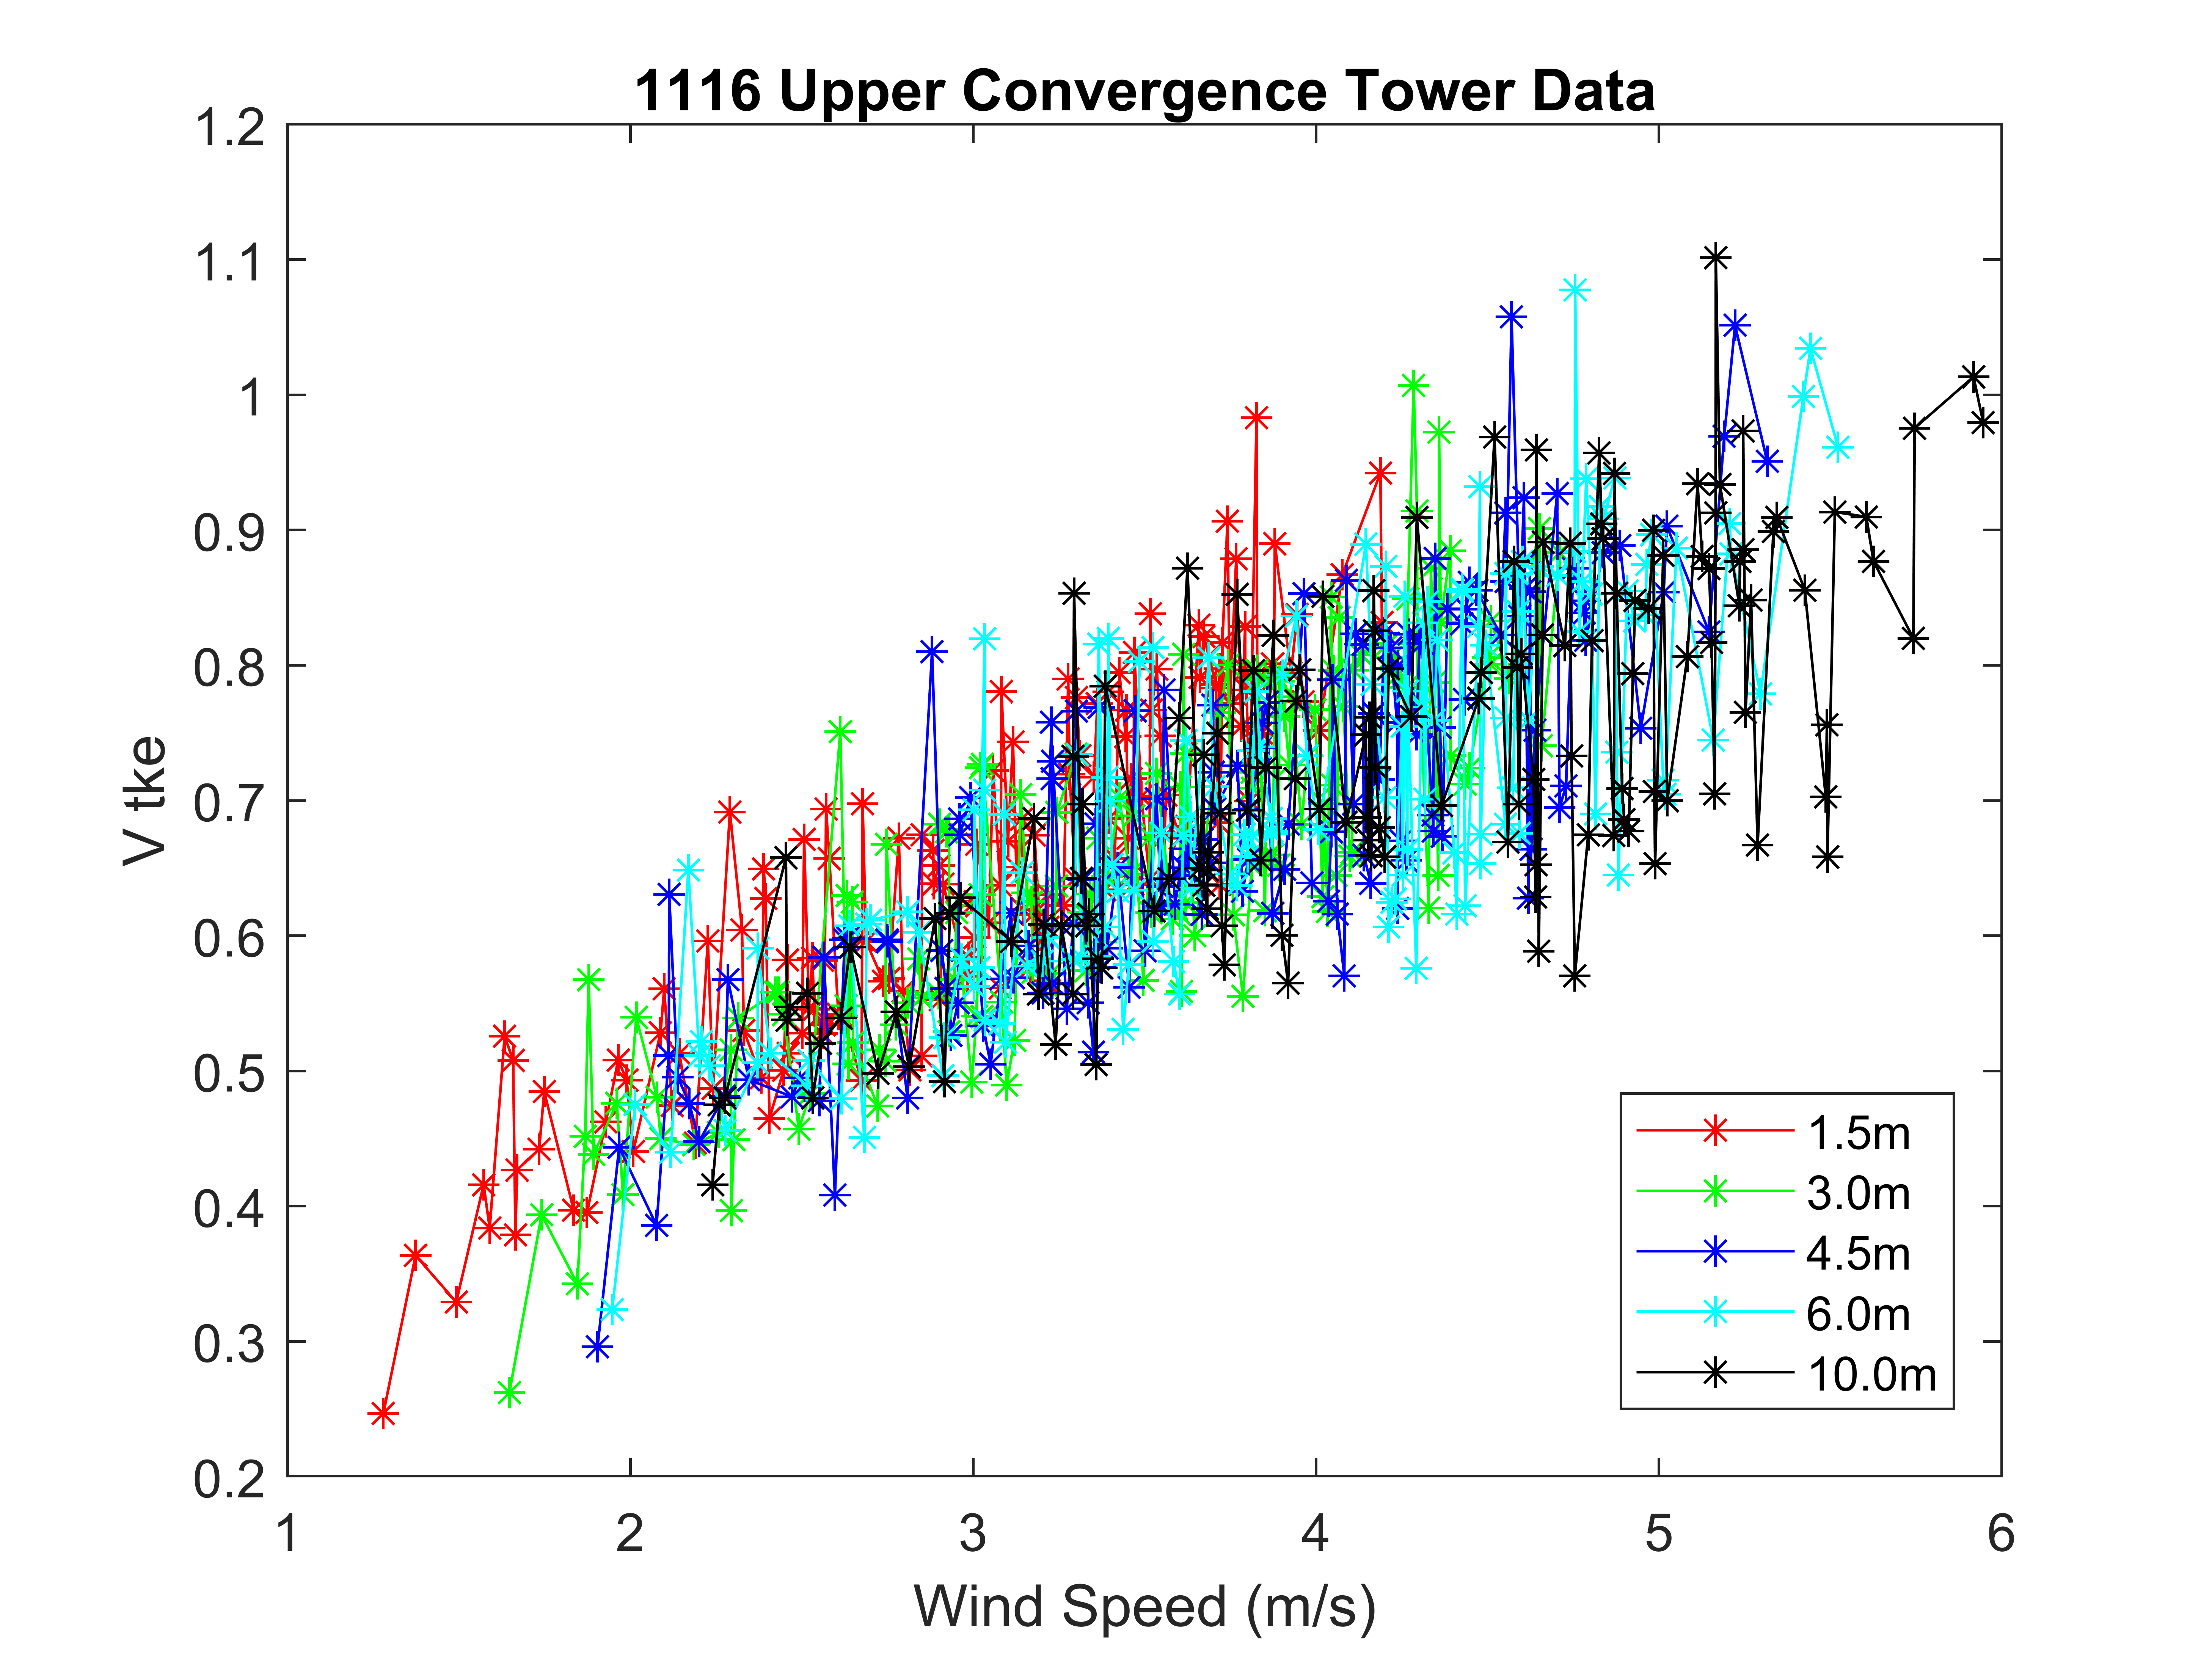 1116 Upper Convergence Tower Data
1.2
1.1
1
0.9
0.8
0.7
0.6
0.5
0.4
0.3
0.2
V tke
1.5m
3.0m
4.5m
6.0m
10.0m
1 2 3 4 5 6
Wind Speed (m/s)